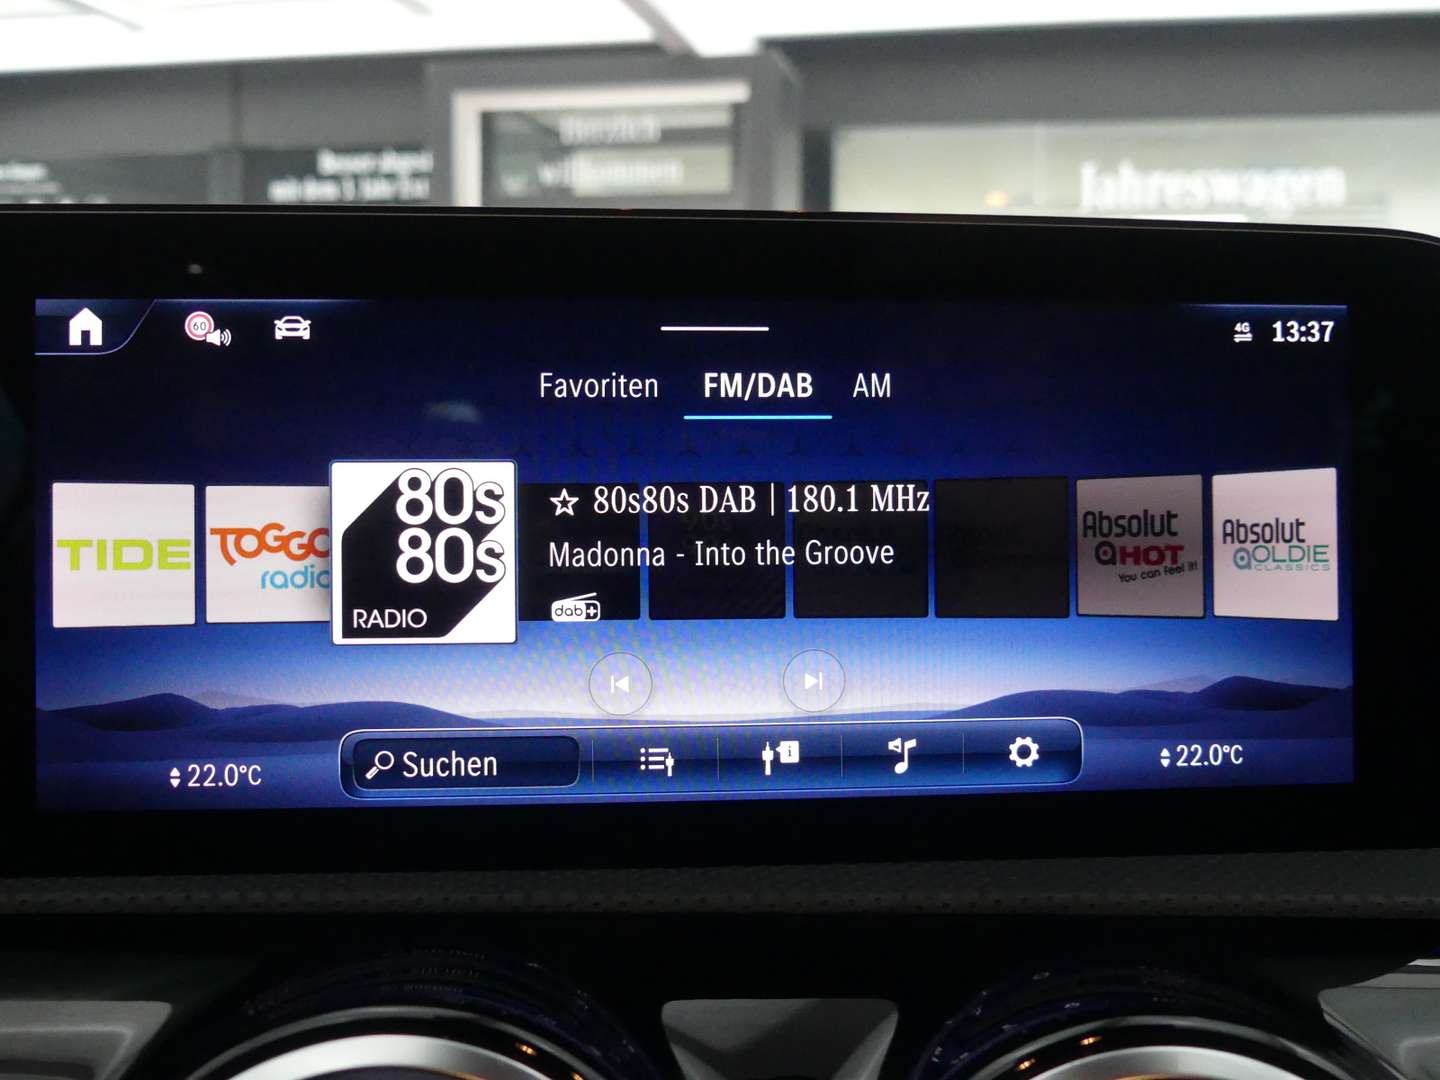 Herzlich
willkommen
Jahreswagen
60
4G
13:37
Favoriten
FM/DAB
AM
TIDE
TOGGO
radio
80s
80s
RADIO
80s80s DAB | 180.1 MHz
Madonna - Into the Groove
dab+
Absolut
HOT
You can feel it!
Absolut
OLDIE
CLASSICS
22.0°C
Suchen
i
22.0°C